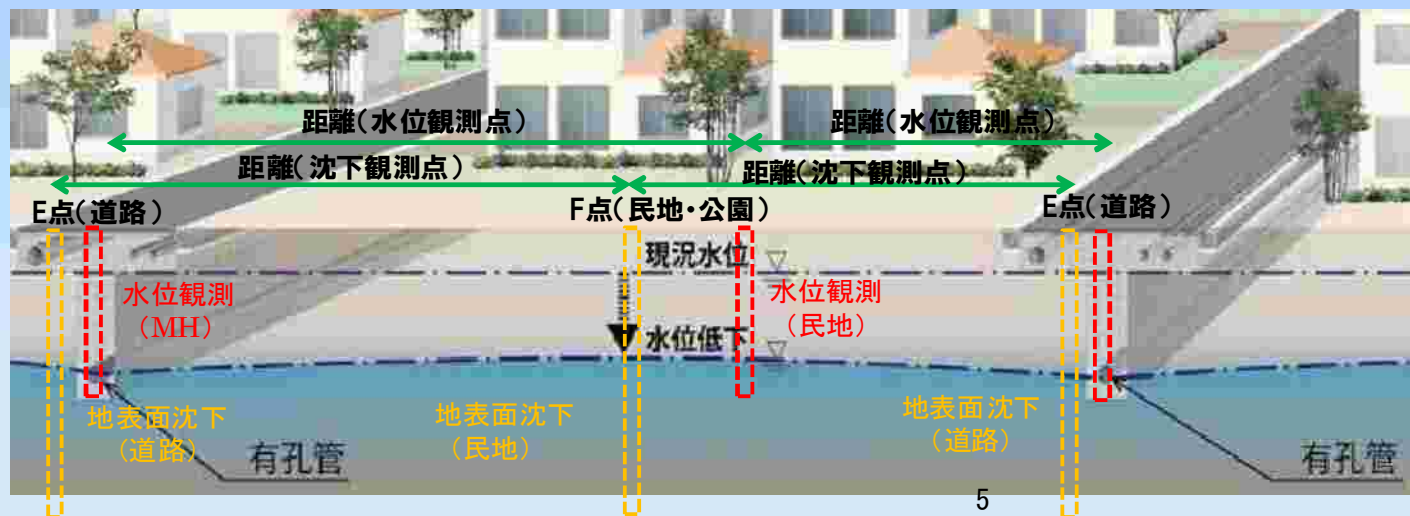 距離(水位観測点)
距離(水位観測点)
距離(沈下観測点)
距離(沈下観測点)
E点(道路)
F点(民地・公園)
E点(道路)
現況水位
水位観測
(MH)
水位観測
(民地)
水位低下
地表面沈下
(道路)
地表面沈下
(民地)
地表面沈下
(道路)
有孔管
有孔管
5